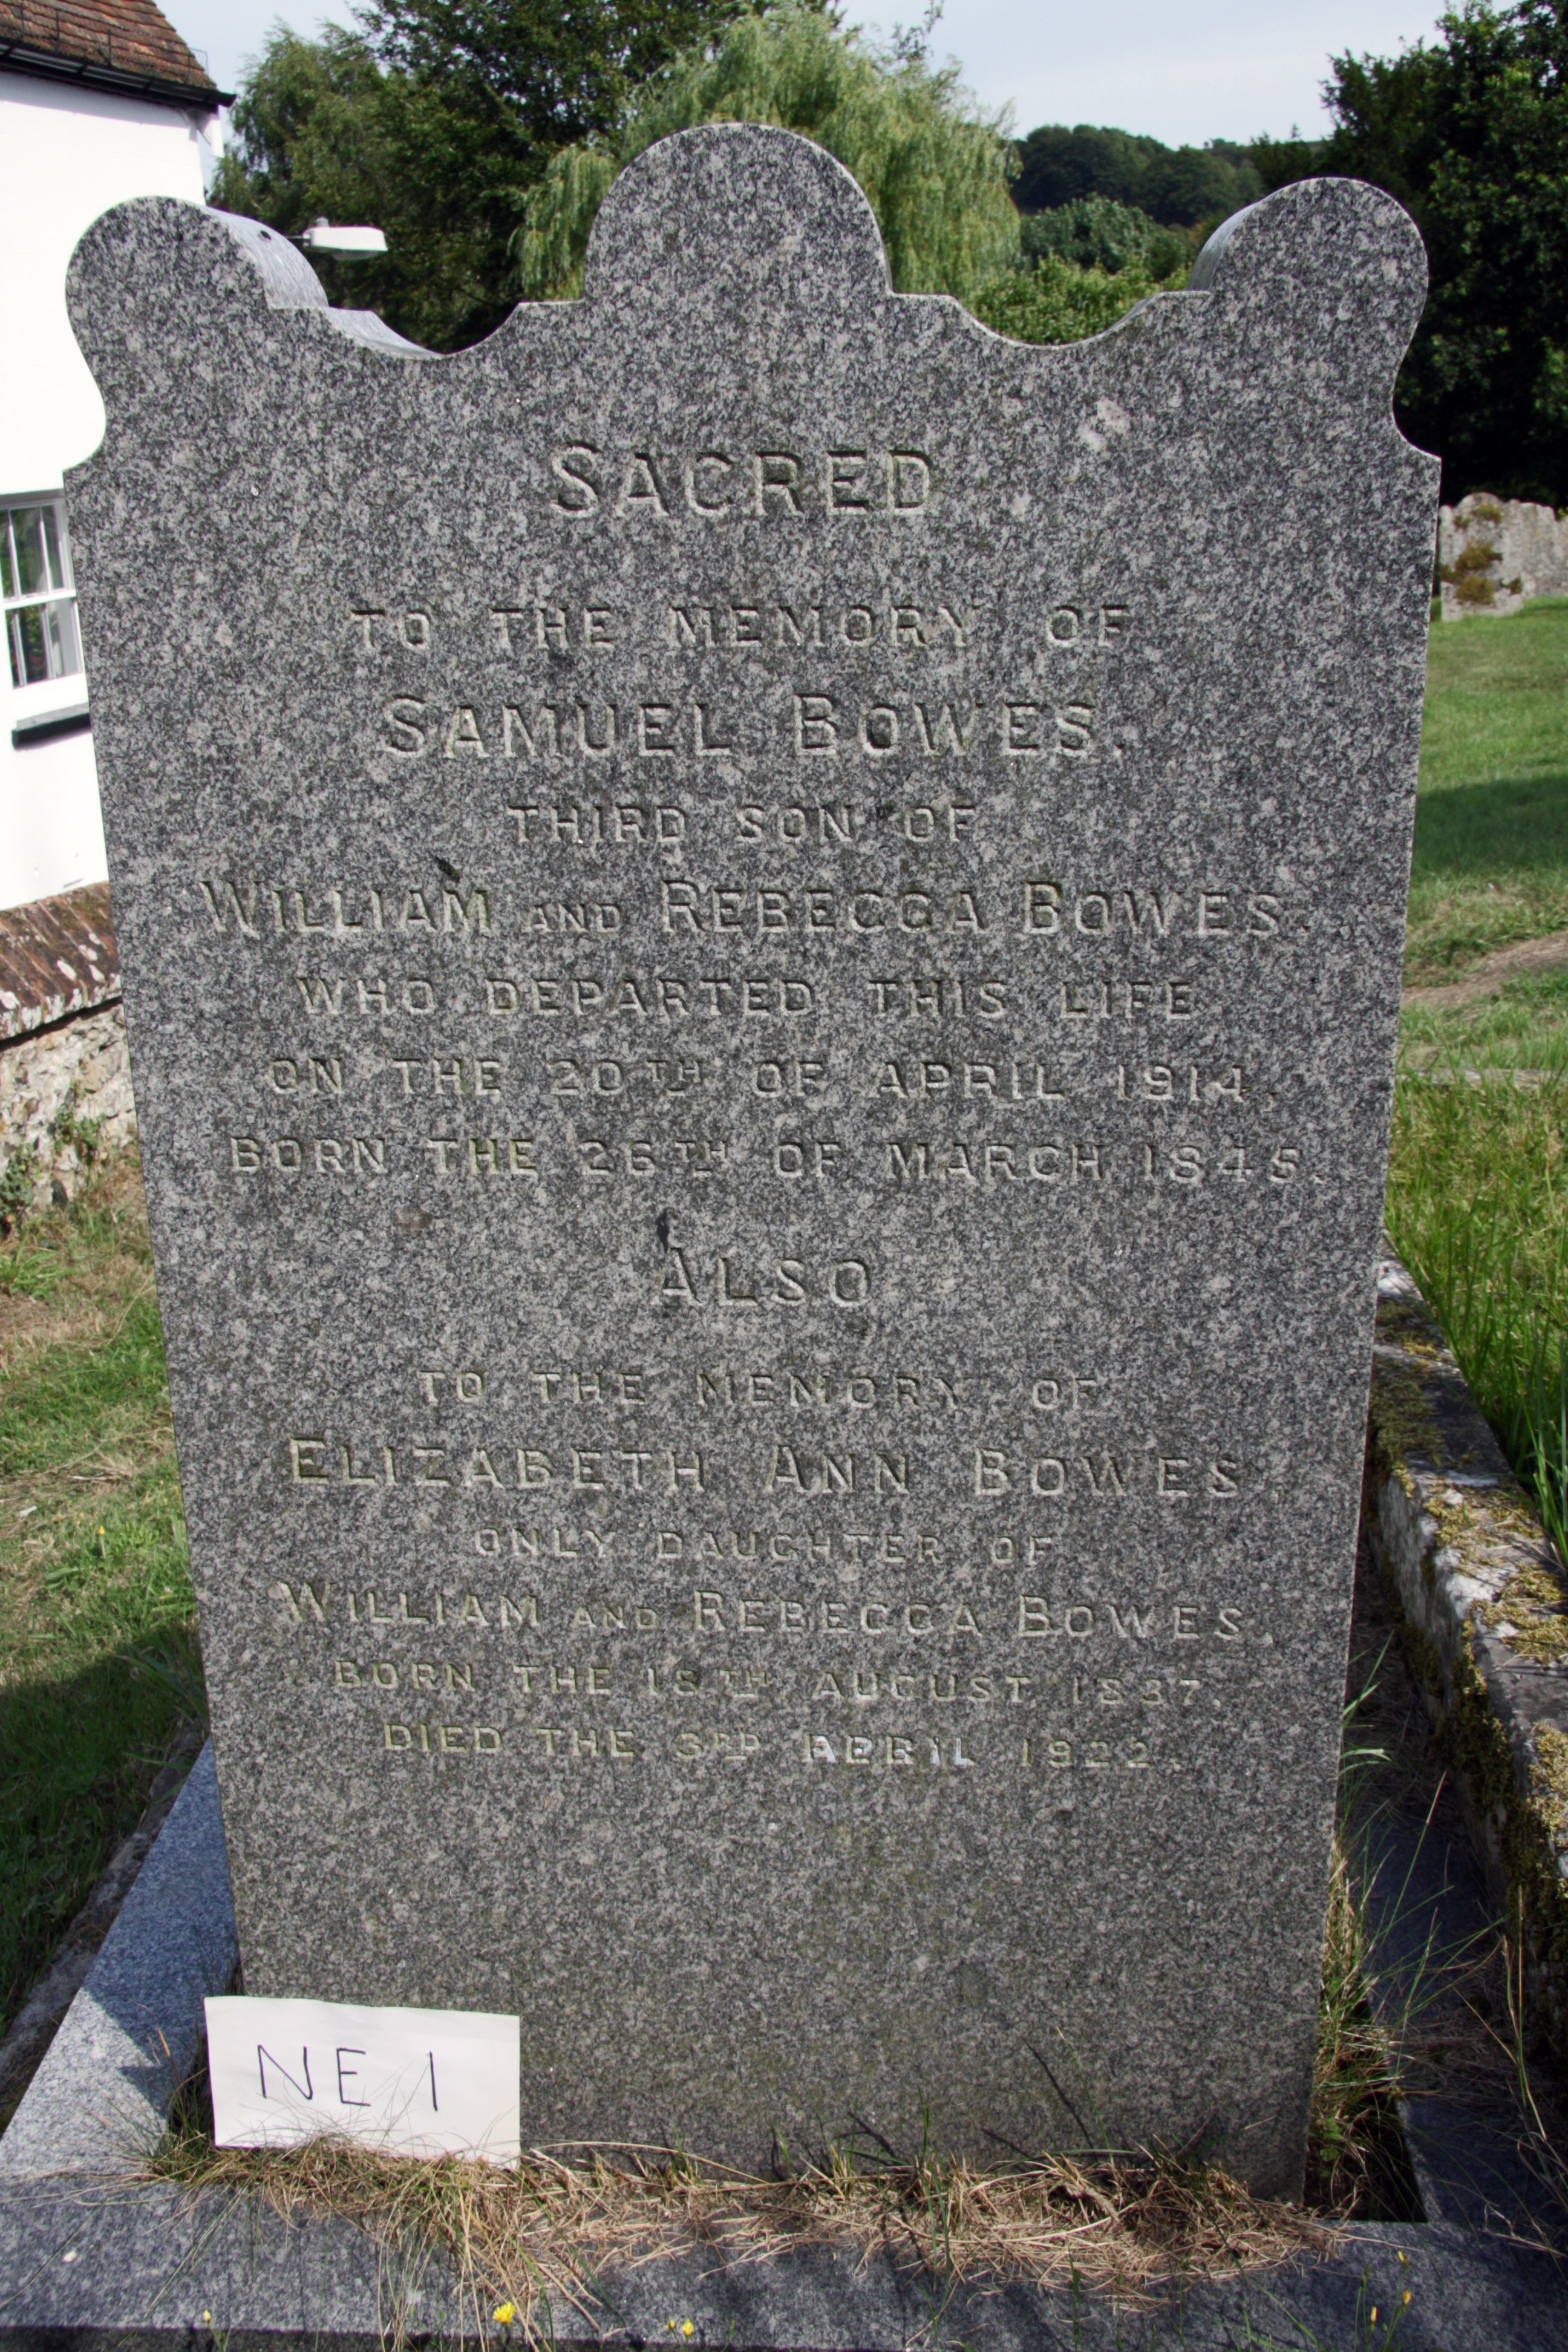 SACRED
TO THE MEMORY OF
SAMUEL BOWES,
THIRD SON OF
WILLIAM AND REBECCA BOWES.
WHO DEPARTED THIS LIFE
ON THE 20TH OF APRIL 1914.
BORN THE 26TH OF MARCH 1845.
ALSO
TO THE MEMORY OF
ELIZABETH ANN BOWES
ONLY DAUGHTER OF
WILLIAM AND REBECCA BOWES.
BORN THE 18TH AUGUST 1837.
DIED THE 3RD APRIL 1922.
NE 1